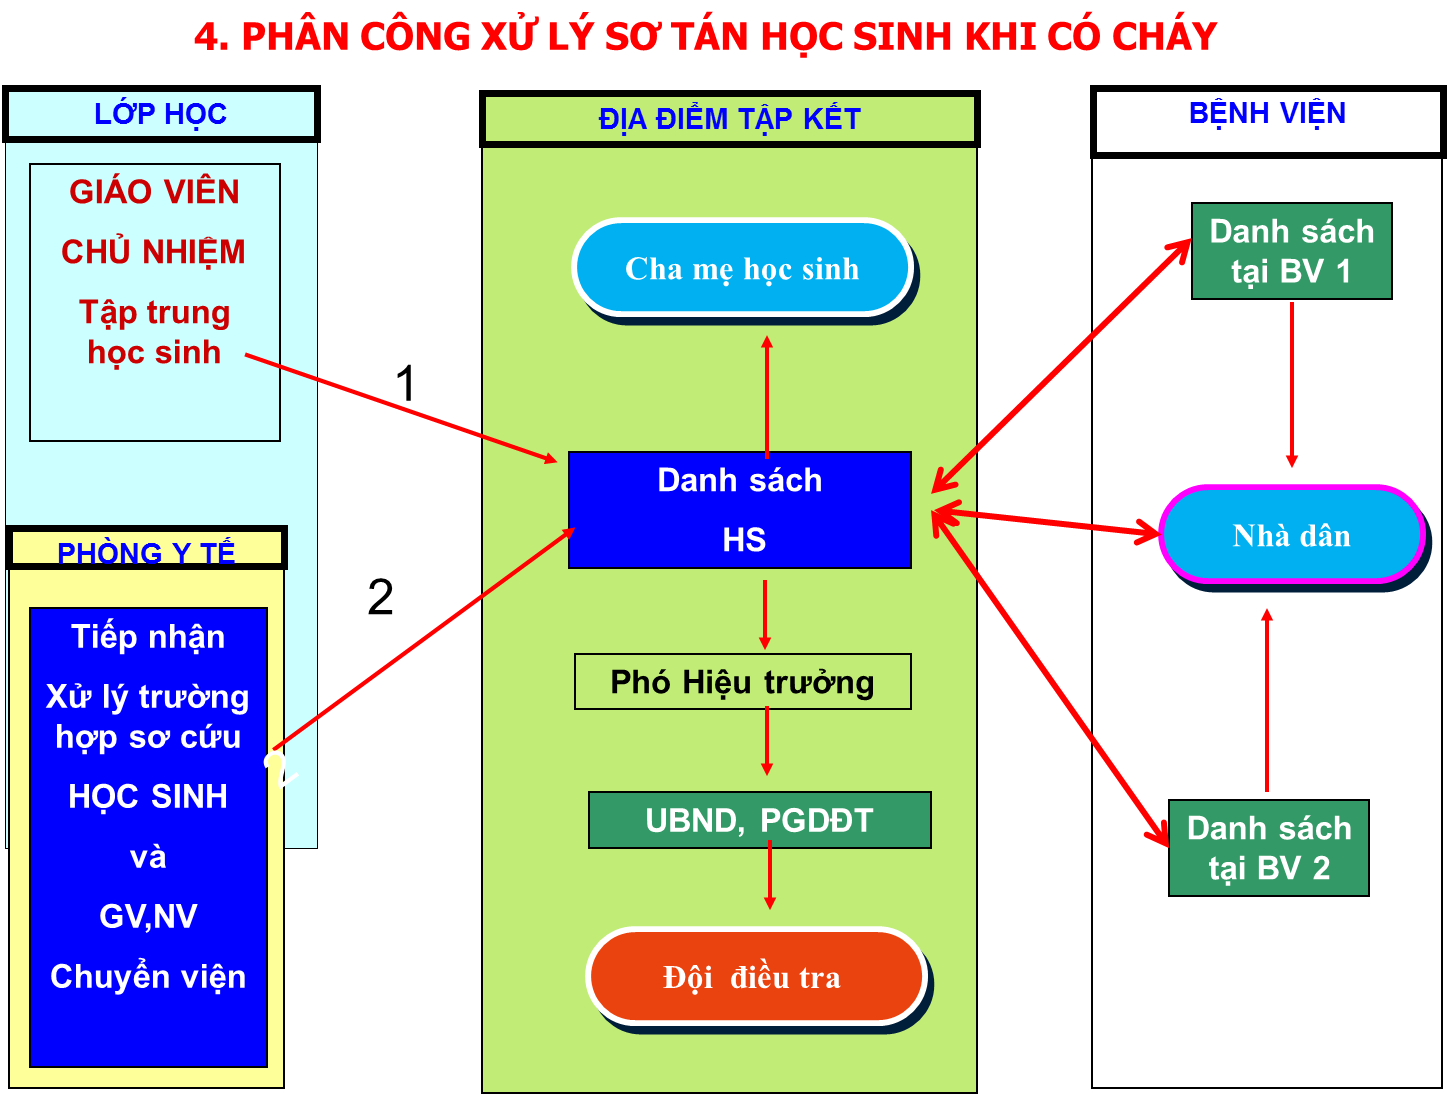 4. PHÂN CÔNG XỬ LÝ SƠ TÁN HỌC SINH KHI CÓ CHÁY
LỚP HỌC
GIÁO VIÊN
CHỦ NHIỆM
Tập trung
học sinh
1
PHÒNG Y TẾ
Tiếp nhận
Xử lý trường
hợp sơ cứu
HỌC SINH
và
GV,NV
Chuyển viện
2
2
ĐỊA ĐIỂM TẬP KẾT
Cha mẹ học sinh
Danh sách
HS
Phó Hiệu trưởng
UBND, PGDĐT
Đội điều tra
BỆNH VIỆN
Danh sách
tại BV 1
Nhà dân
Danh sách
tại BV 2